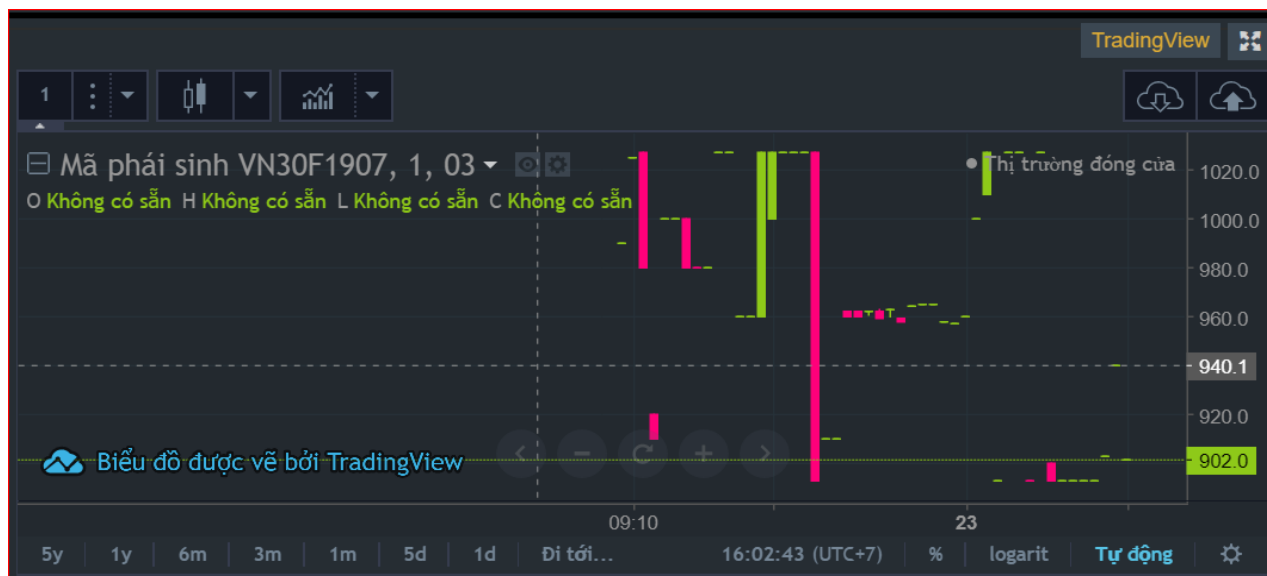 TradingView
1
Mã phái sinh VN30F1907, 1, 03
Thị trường đóng cửa
O Không có sẵn H Không có sẵn L Không có sẵn C Không có sẵn
1020.0
1000.0
980.0
960.0
940.1
920.0
902.0
Biểu đồ được vẽ bởi TradingView
09:10 23
5y 1y 6m 3m 1m 5d 1d Đi tới... 16:02:43 (UTC+7) % logarit Tự động